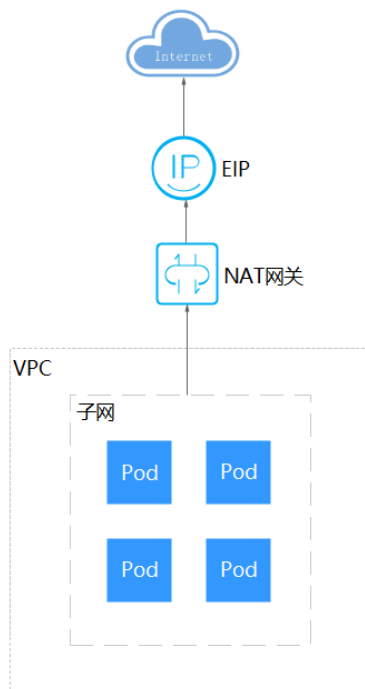 Internet
IP
EIP
NAT网关
VPC
子网
Pod
Pod
Pod
Pod